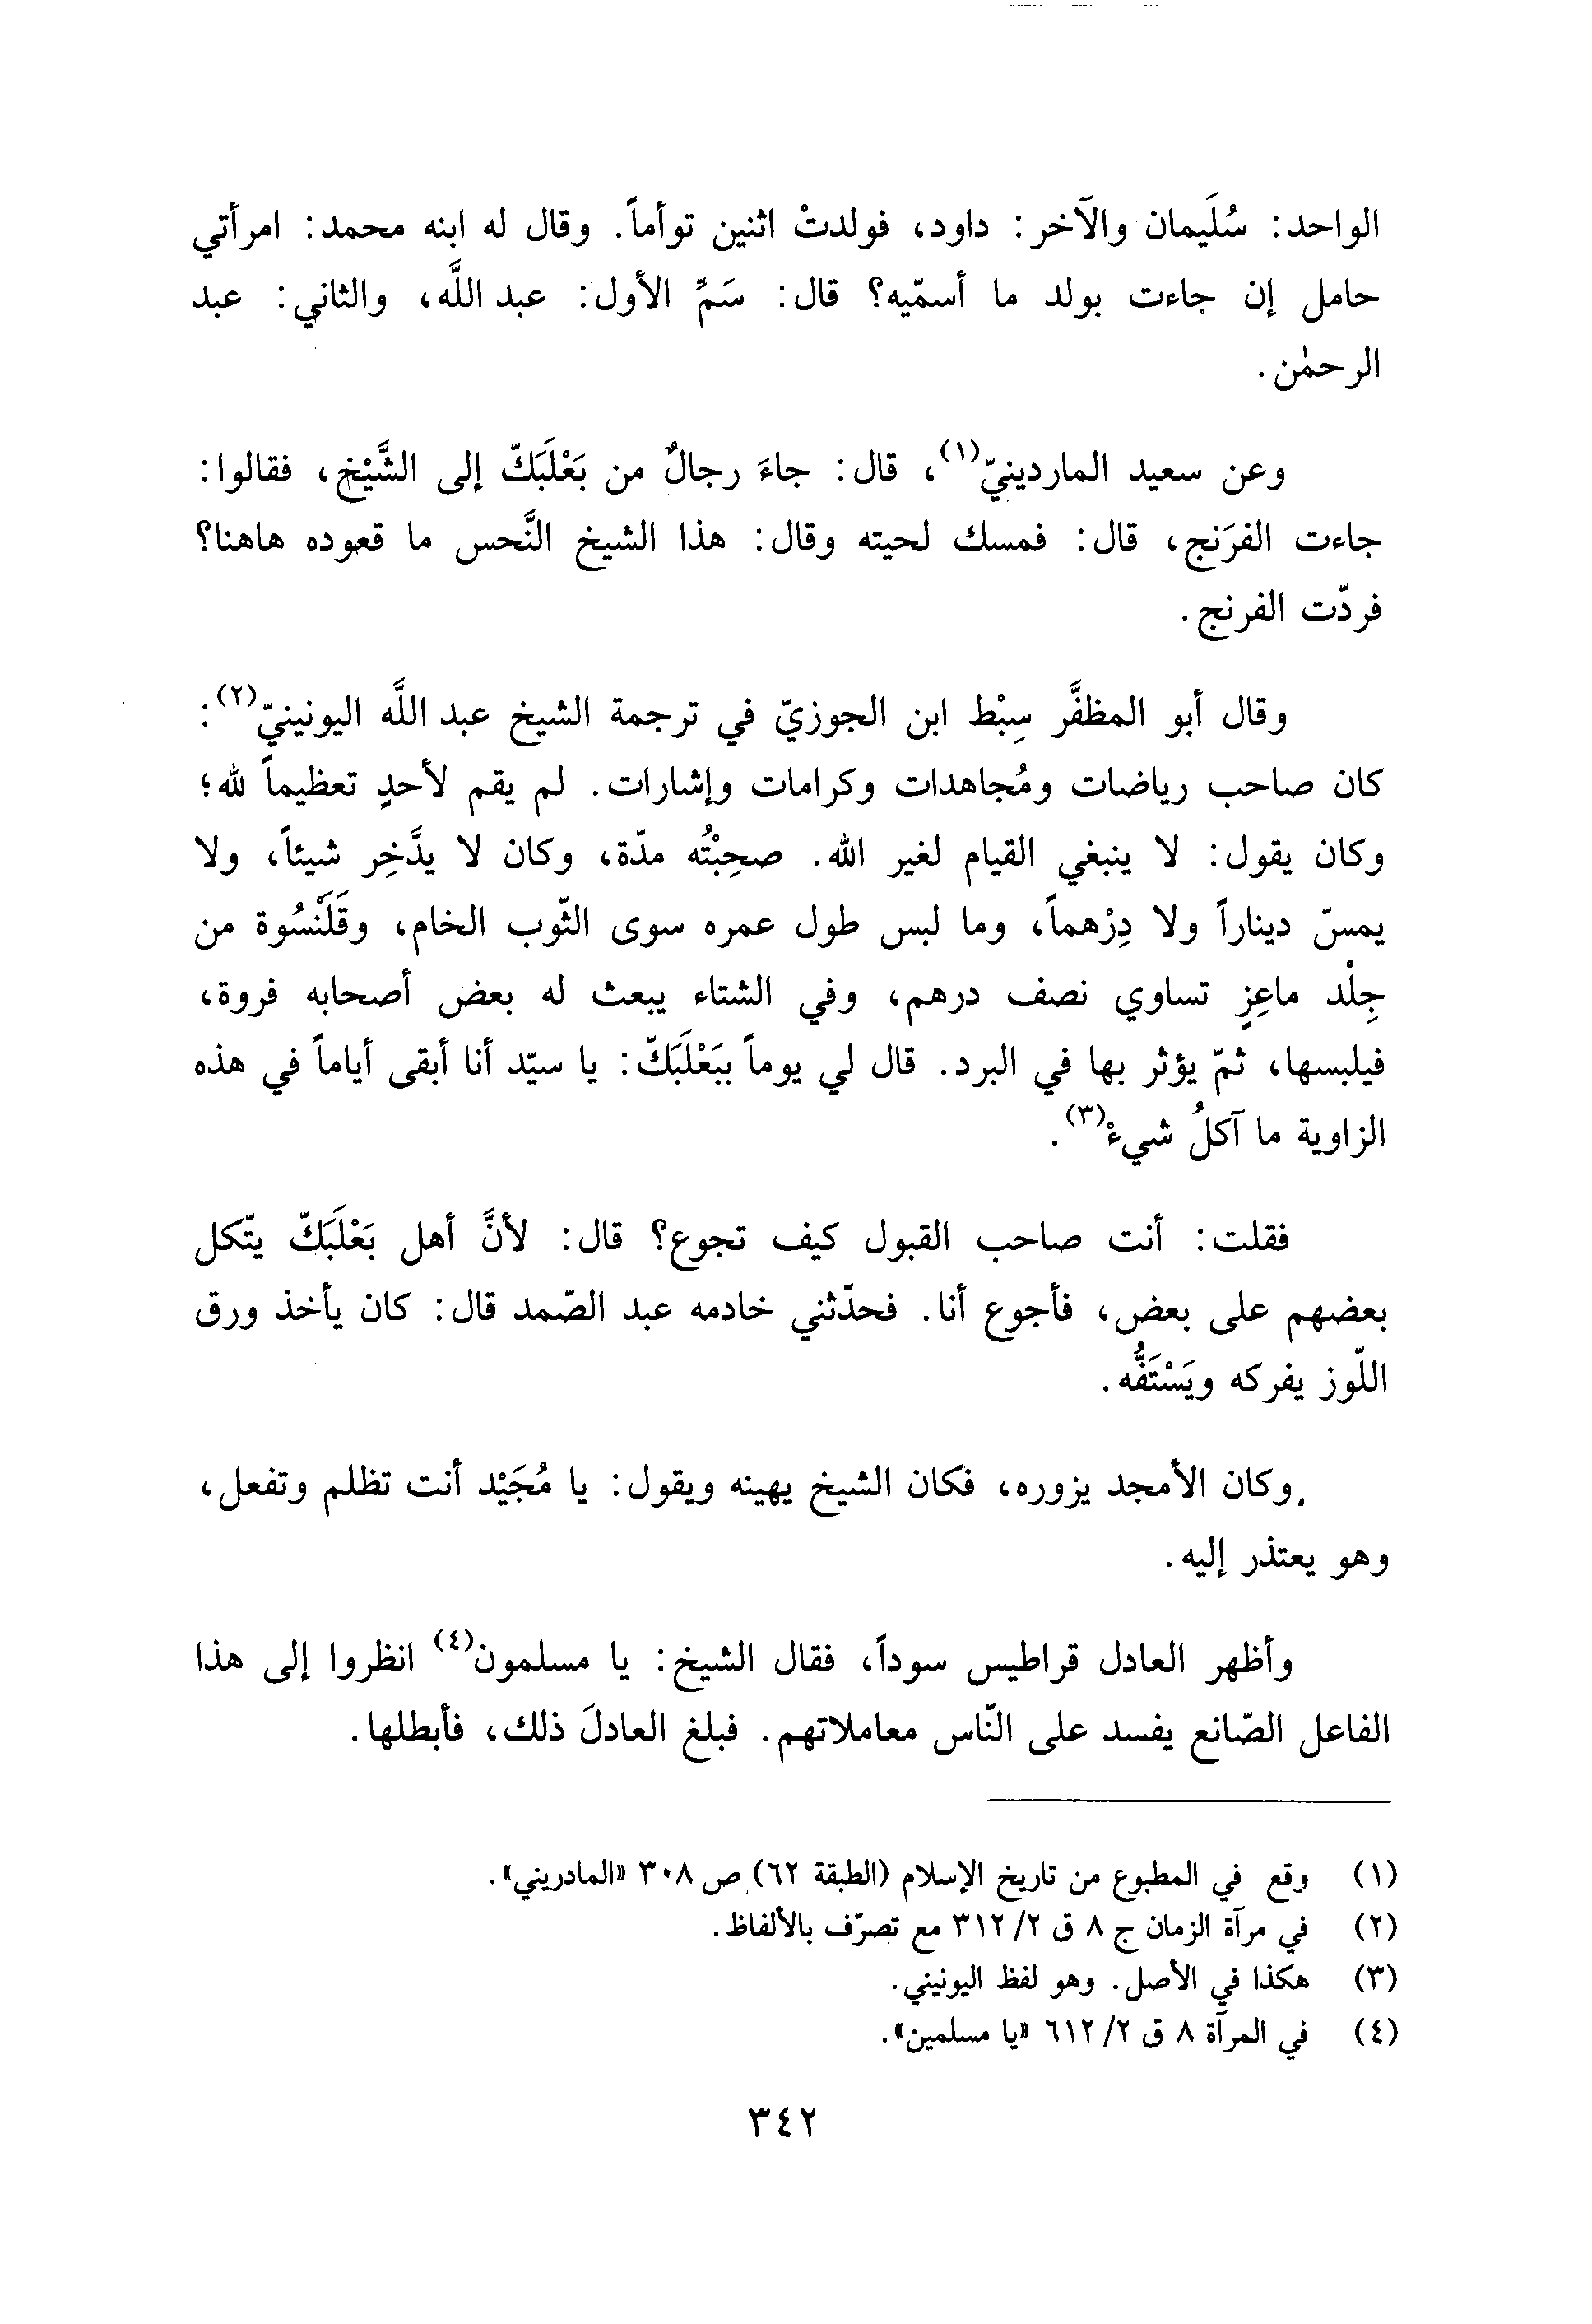 الواحد: سُلَيمان والآخر: داود، فولدتْ اثنين توأماً. وقال له ابنه محمد: امرأتي
حامل إن جاءت بولد ما أسمّيه؟ قال: سَمِّ الأول: عبد اللَّه، والثاني: عبد
الرحمٰن.
وعن سعيد الماردينيّ(١)، قال: جاءَ رجالٌ من بَعْلَبَكّ إلى الشَّيْخ، فقالوا:
جاءت الفرَنج، قال: فمسك لحيته وقال: هذا الشيخ النَّحس ما قعوده هاهنا؟
فردّت الفرنج.
وقال أبو المظفَّر سِبْط ابن الجوزيّ في ترجمة الشيخ عبد اللَّه اليونينيّ(٢):
كان صاحب رياضات ومُجاهدات وكرامات وإشارات. لم يقم لأحدٍ تعظيماً لله؛
وكان يقول: لا ينبغي القيام لغير الله. صحِبْتُه مدّة، وكان لا يدَّخِر شيئاً، ولا
يمسّ ديناراً ولا دِرْهماً، وما لبس طول عمره سوى الثّوب الخام، وقَلَنْسُوة من
جِلْد ماعِزٍ تساوي نصف درهم، وفي الشتاء يبعث له بعض أصحابه فروة،
فيلبسها، ثمّ يؤثر بها في البرد. قال لي يوماً ببَعْلَبَكّ: يا سيّد أنا أبقى أياماً في هذه
الزاوية ما آكلُ شيءْ(٣).
فقلت: أنت صاحب القبول كيف تجوع؟ قال: لأنَّ أهل بَعْلَبَكّ يتّكل
بعضهم على بعض، فأجوع أنا. فحدّثني خادمه عبد الصّمد قال: كان يأخذ ورق
اللّوز يفركه ويَسْتَفُّه.
وكان الأمجد يزوره، فكان الشيخ يهينه ويقول: يا مُجَيْد أنت تظلم وتفعل،
وهو يعتذر إليه.
وأظهر العادل قراطيس سوداً، فقال الشيخ: يا مسلمون(٤) انظروا إلى هذا
الفاعل الصّانع يفسد على النّاس معاملاتهم. فبلغ العادلَ ذلك، فأبطلها.
(١) وقع في المطبوع من تاريخ الإسلام (الطبقة ٦٢) ص ٣٠٨ «المادريني».
(٢) في مرآة الزمان ج ٨ ق ٢/ ٣١٢ مع تصرّف بالألفاظ.
(٣) هكذا في الأصل. وهو لفظ اليونيني.
(٤) في المرآة ٨ ق ٢/ ٦١٢ «يا مسلمين».
٣٤٢